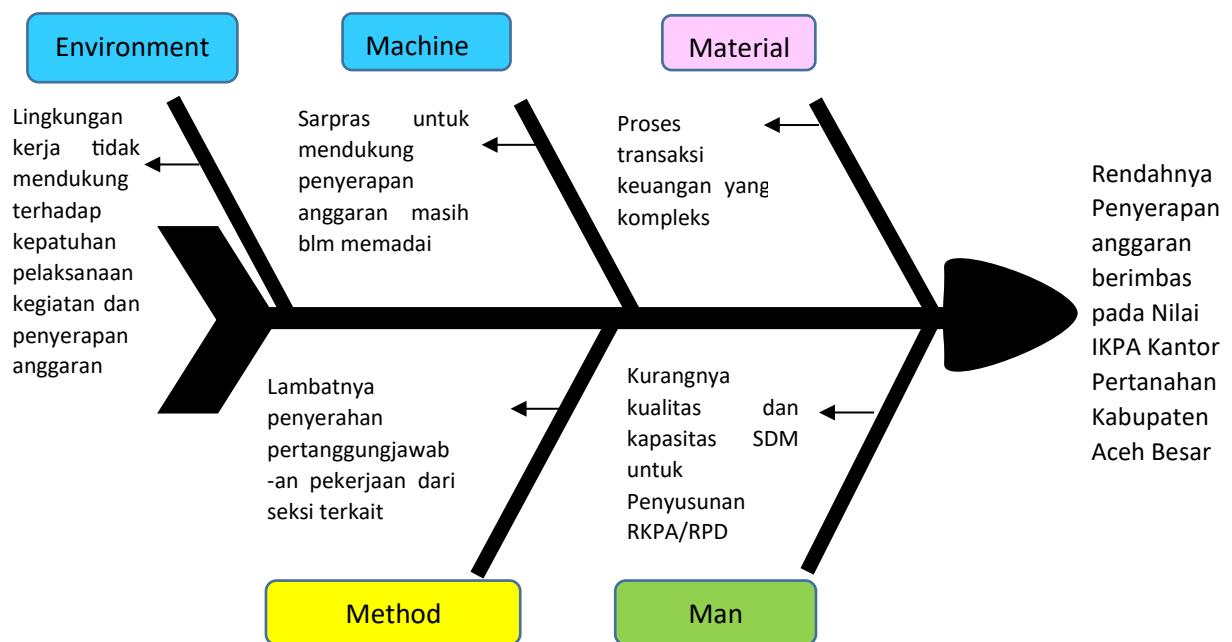 Environment
Machine
Material
Lingkungan
kerja tidak
mendukung
terhadap
kepatuhan
pelaksanaan
kegiatan dan
penyerapan
anggaran
Sarpras untuk
mendukung
penyerapan
anggaran masih
blm memadai
Proses
transaksi
keuangan yang
kompleks
Rendahnya
Penyerapan
anggaran
berimbas
pada Nilai
IKPA Kantor
Pertanahan
Kabupaten
Aceh Besar
Lambatnya
penyerahan
pertanggungjawab
-an pekerjaan dari
seksi terkait
Kurangnya
kualitas dan
kapasitas SDM
untuk
Penyusunan
RKPA/RPD
Method
Man